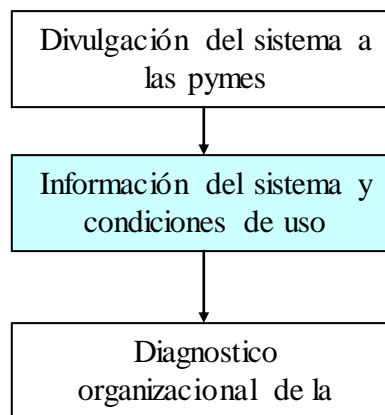 Divulgación del sistema a
las pymes
Información del sistema y
condiciones de uso
Diagnostico
organizacional de la